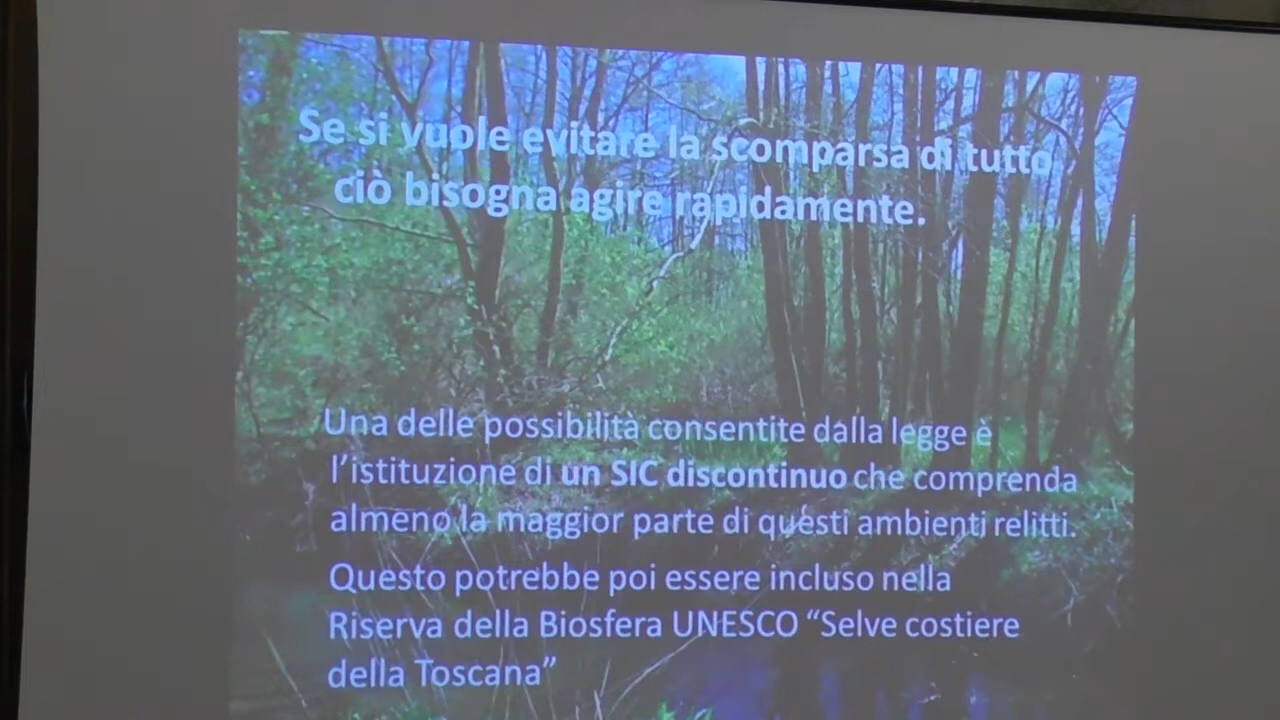 Se si vuole evitare la scomparsa di tutto
ciò bisogna agire rapidamente.
Una delle possibilità consentite dalla legge è
l’istituzione di un SIC discontinuo che comprenda
almeno la maggior parte di questi ambienti relitti.
Questo potrebbe poi essere incluso nella
Riserva della Biosfera UNESCO “Selve costiere
della Toscana”